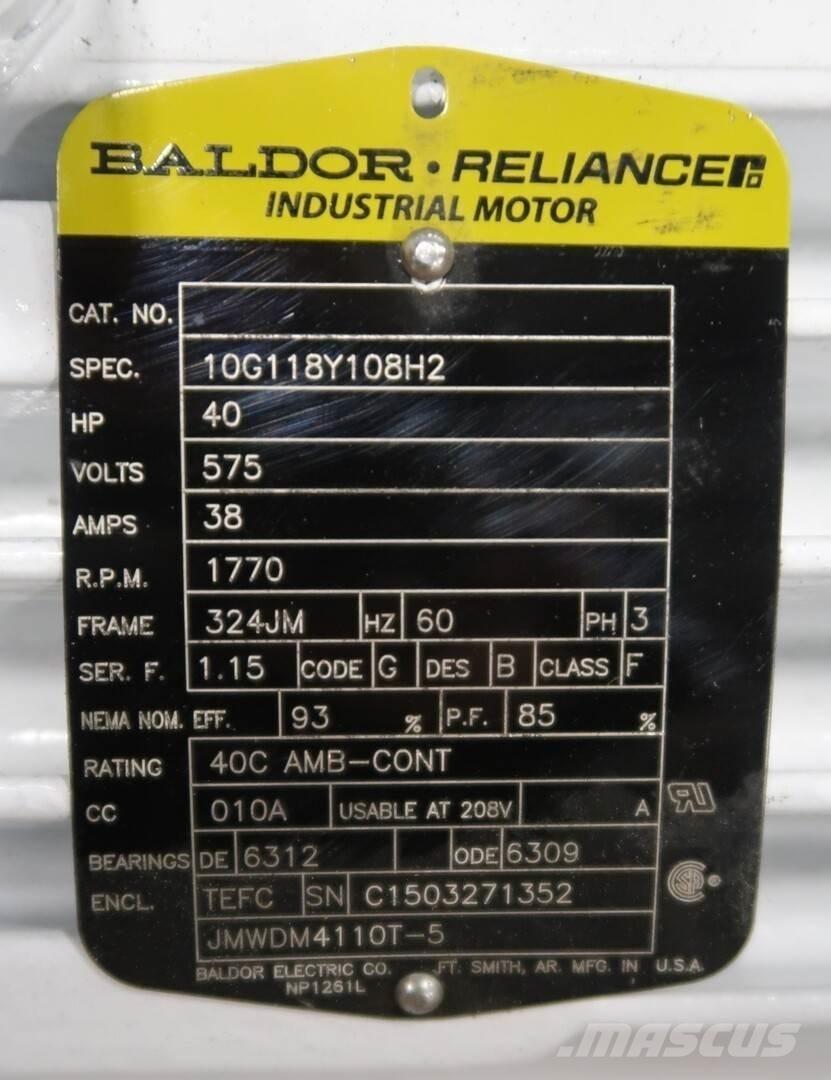 BALDOR • RELIANCE
INDUSTRIAL MOTOR
CAT. NO.
SPEC. 10G118Y108H2
HP 40
VOLTS 575
AMPS 38
R.P.M. 1770
FRAME 324JM HZ 60 PH 3
SER. F. 1.15 CODE G DES B CLASS F
NEMA NOM. EFF. 93 % P.F. 85 %
RATING 40C AMB-CONT
CC 010A USABLE AT 208V A
BEARINGS DE 6312 ODE 6309
ENCL. TEFC SN C1503271352
JMWDM4110T-5
BALDOR ELECTRIC CO. FT. SMITH, AR. MFG. IN U.S.A.
NP1261L
MASCUS